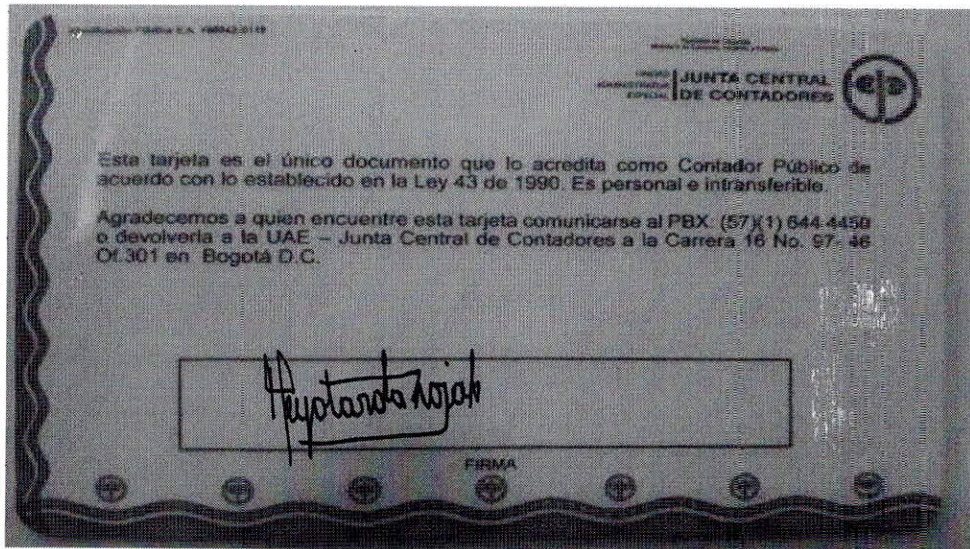 UNIDAD
ADMINISTRATIVA
ESPECIAL
JUNTA CENTRAL
DE CONTADORES
Esta tarjeta es el único documento que lo acredita como Contador Público de
acuerdo con lo establecido en la Ley 43 de 1990. Es personal e intransferible.
Agradecemos a quien encuentre esta tarjeta comunicarse al PBX: (57)(1) 644-4450
o devolverla a la UAE – Junta Central de Contadores a la Carrera 16 No. 97- 46
Of.301 en Bogotá D.C.
FIRMA